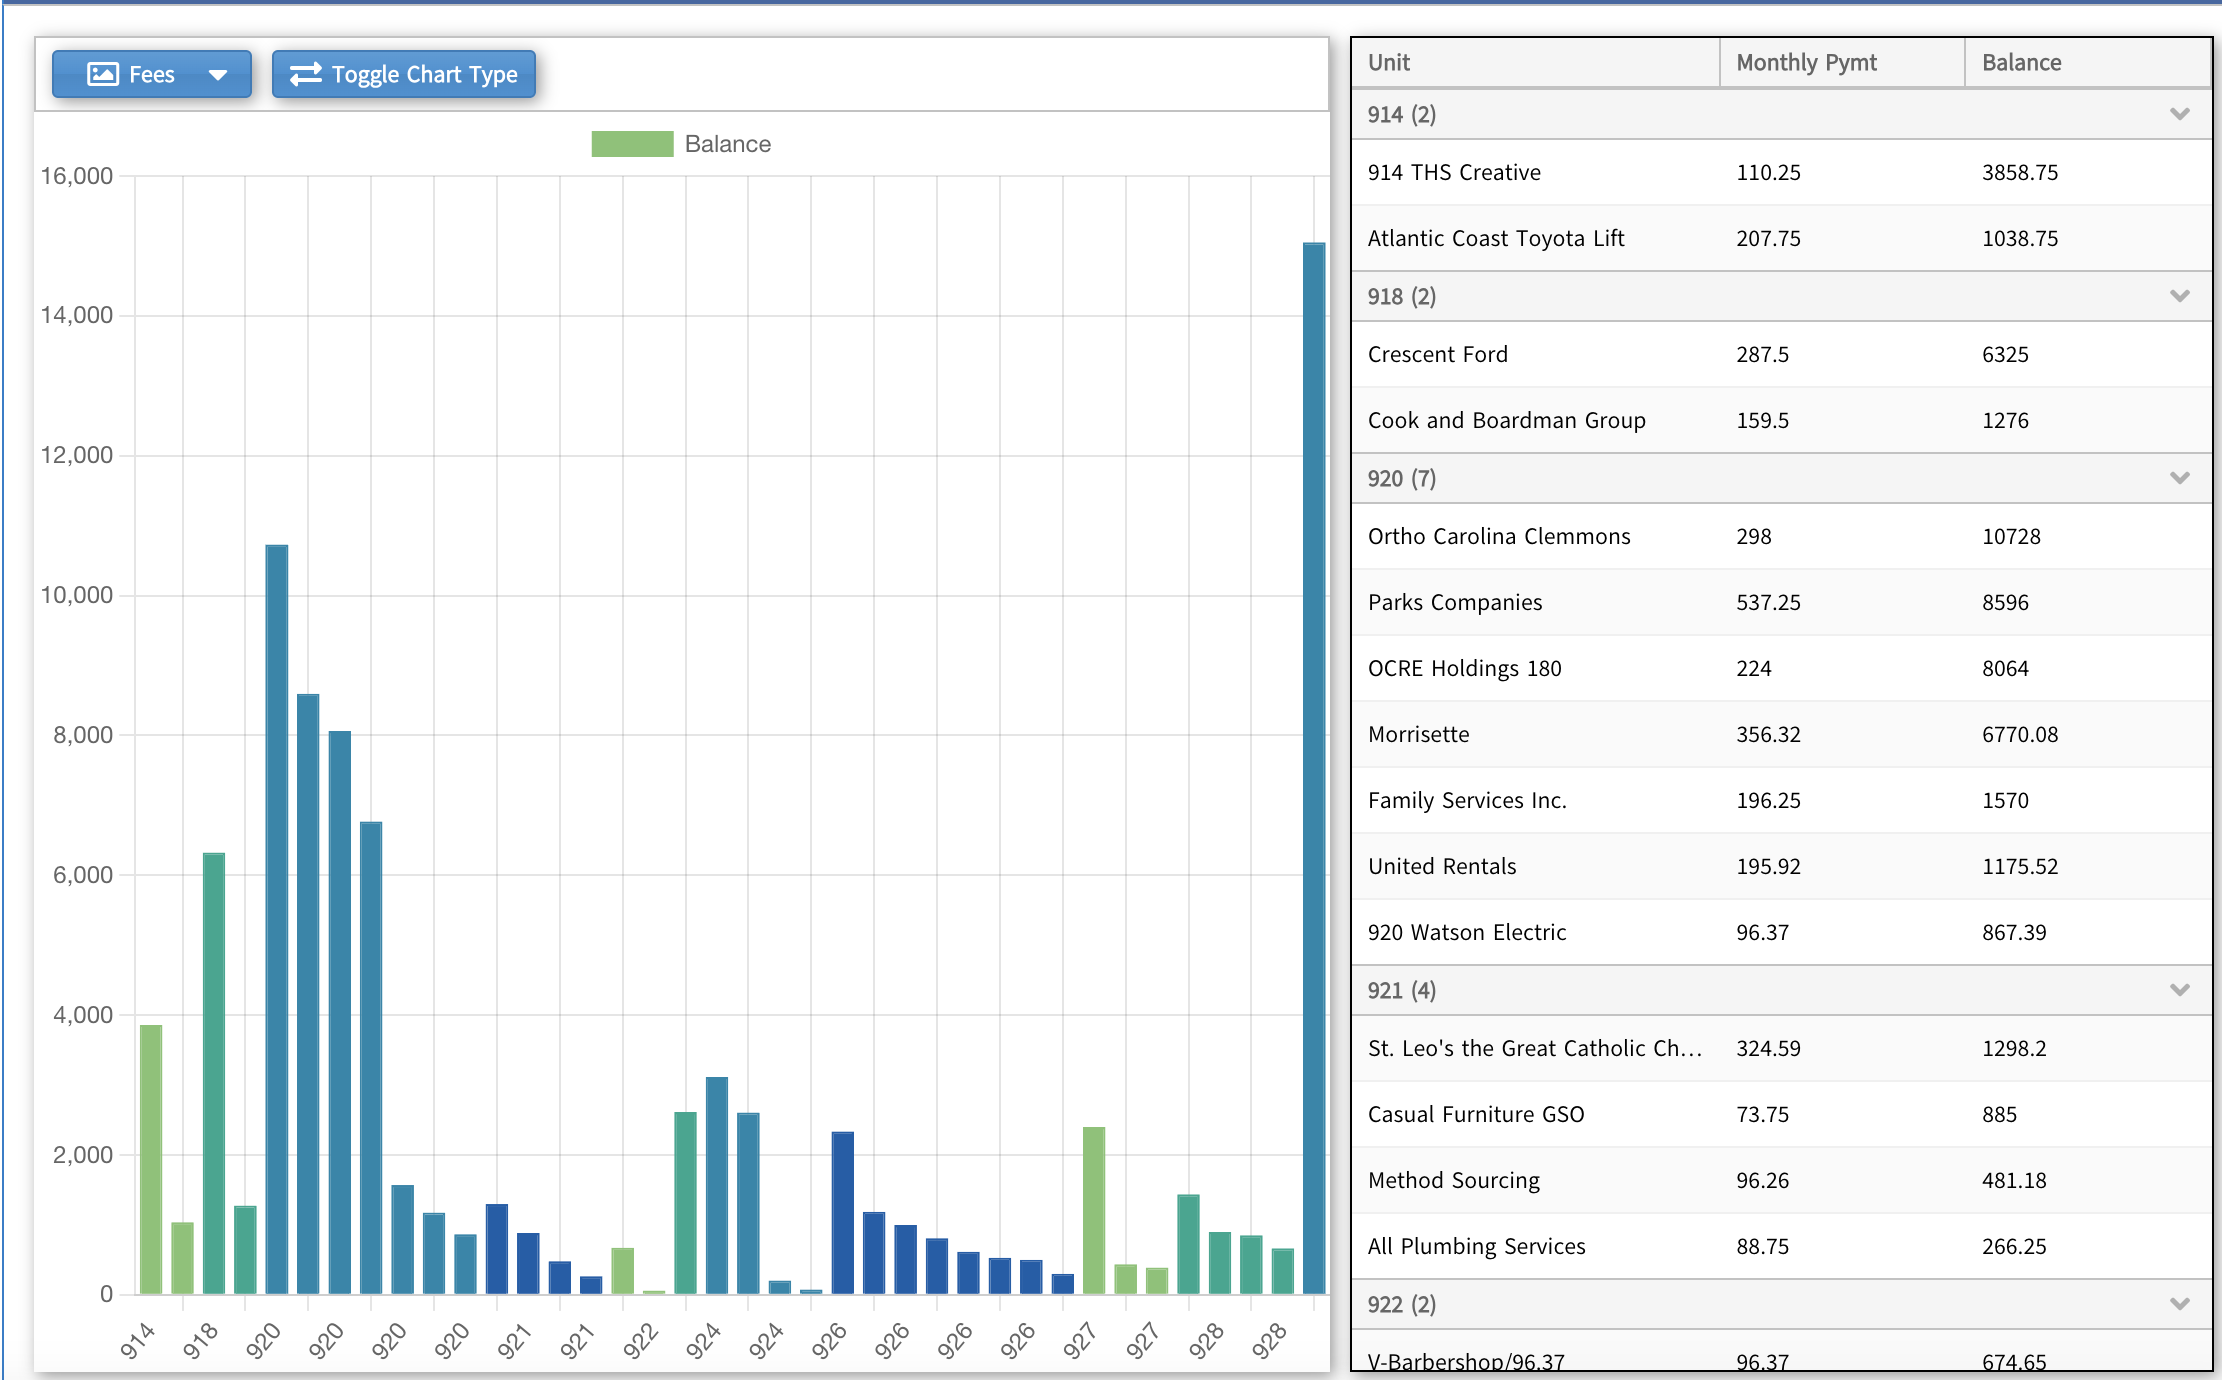 Fees
Toggle Chart Type
Balance
16,000
14,000
12,000
10,000
8,000
6,000
4,000
2,000
0
914
918
920
920
920
920
921
921
922
924
924
926
926
926
926
927
927
928
928
Unit Monthly Pymt Balance
914 (2)
914 THS Creative 110.25 3858.75
Atlantic Coast Toyota Lift 207.75 1038.75
918 (2)
Crescent Ford 287.5 6325
Cook and Boardman Group 159.5 1276
920 (7)
Ortho Carolina Clemmons 298 10728
Parks Companies 537.25 8596
OCRE Holdings 180 224 8064
Morrisette 356.32 6770.08
Family Services Inc. 196.25 1570
United Rentals 195.92 1175.52
920 Watson Electric 96.37 867.39
921 (4)
St. Leo's the Great Catholic Ch... 324.59 1298.2
Casual Furniture GSO 73.75 885
Method Sourcing 96.26 481.18
All Plumbing Services 88.75 266.25
922 (2)
V-Barbershop/96.37 96.37 674.65